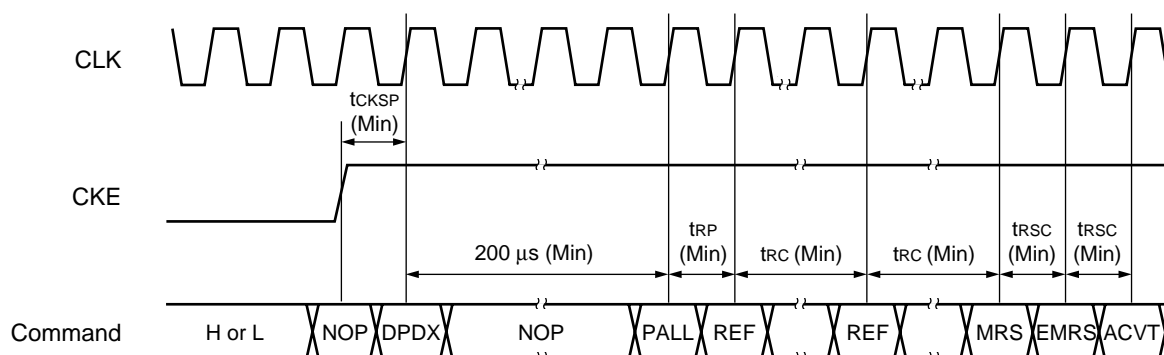 CLK
tCKSP
(Min)
CKE
200 µs (Min)
tRP
(Min)
tRC (Min)
tRC (Min)
tRSC
(Min)
tRSC
(Min)
Command
H or L
NOP
DPDX
NOP
PALL
REF
REF
MRS
EMRS
ACVT